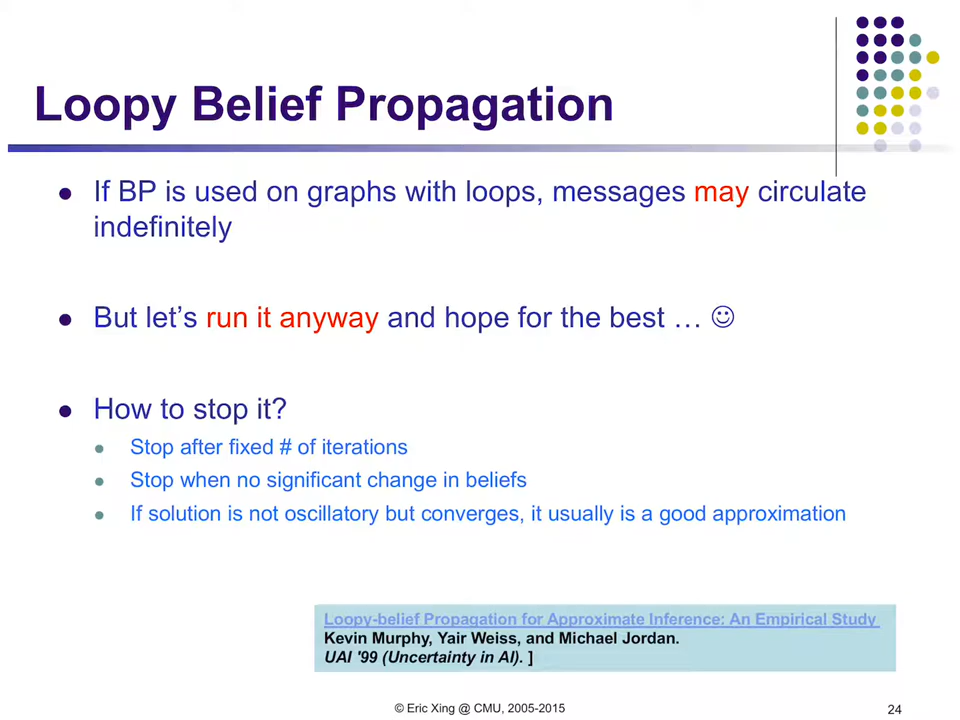 Loopy Belief Propagation
If BP is used on graphs with loops, messages may circulate
indefinitely
But let’s run it anyway and hope for the best … ☺
How to stop it?
Stop after fixed # of iterations
Stop when no significant change in beliefs
If solution is not oscillatory but converges, it usually is a good approximation
Loopy-belief Propagation for Approximate Inference: An Empirical Study
Kevin Murphy, Yair Weiss, and Michael Jordan.
UAI '99 (Uncertainty in AI). ]
© Eric Xing @ CMU, 2005-2015
24